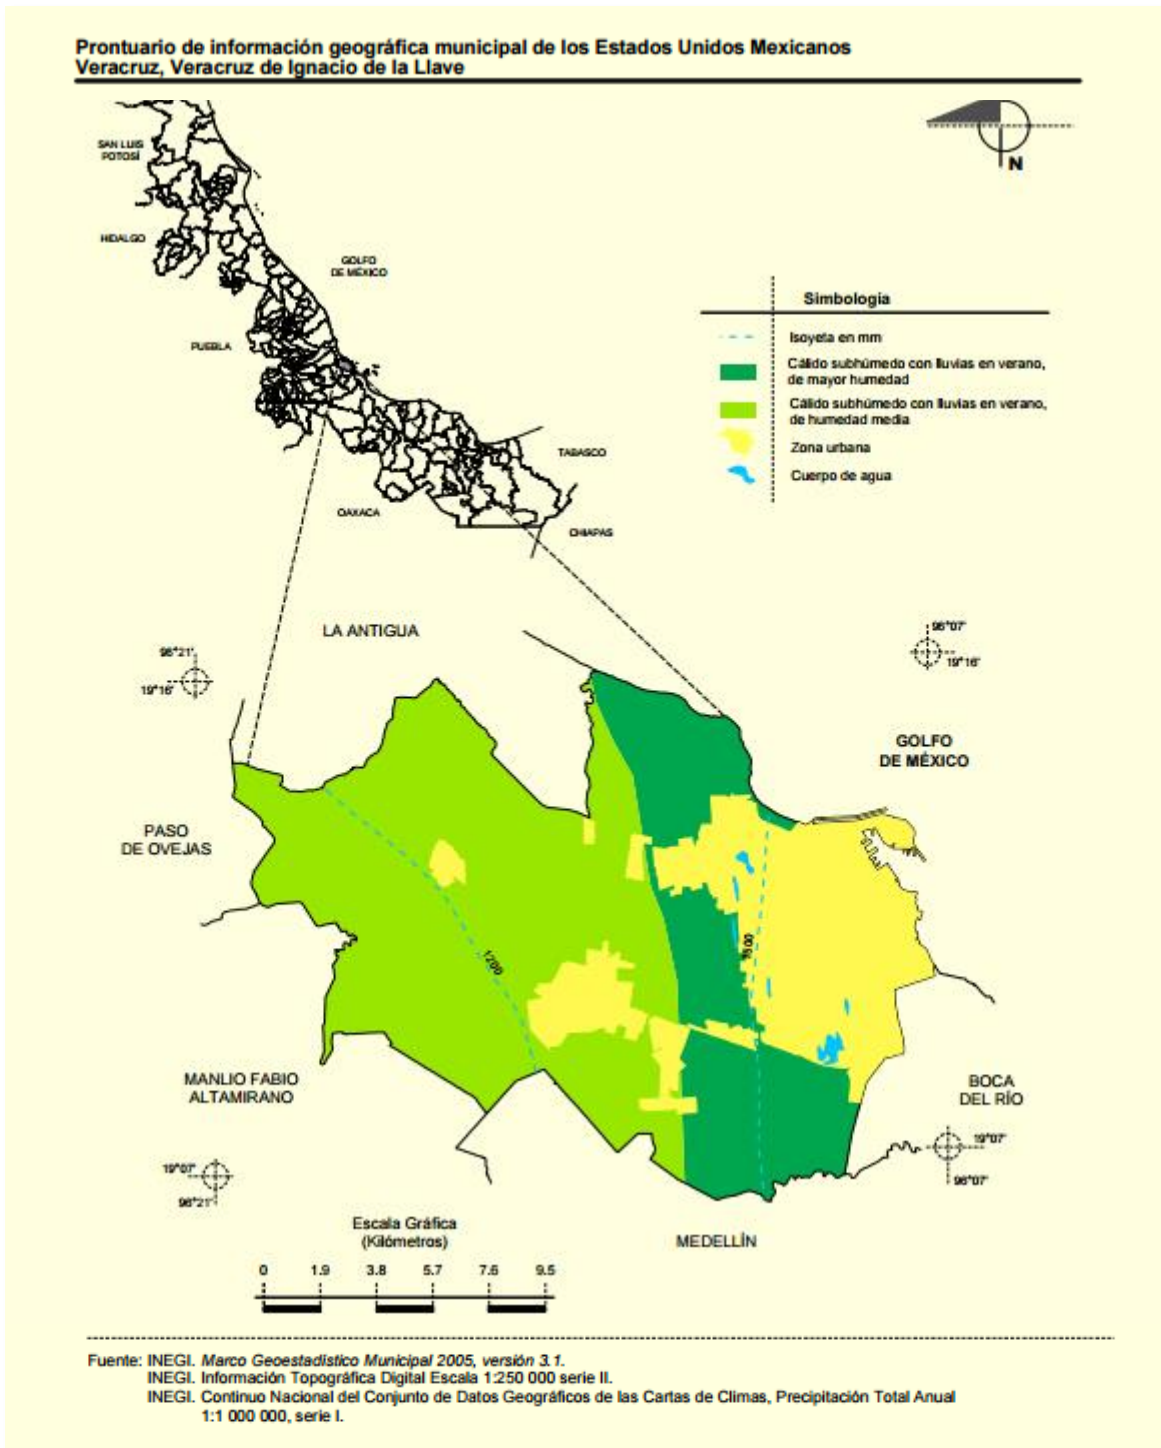 Prontuario de información geográfica municipal de los Estados Unidos Mexicanos
Veracruz, Veracruz de Ignacio de la Llave
N
SAN LUIS
POTOSÍ
HIDALGO
GOLFO
DE MÉXICO
PUEBLA
TABASCO
OAXACA
CHIAPAS
Simbología
Isoyeta en mm
Cálido subhúmedo con lluvias en verano,
de mayor humedad
Cálido subhúmedo con lluvias en verano,
de humedad media
Zona urbana
Cuerpo de agua
LA ANTIGUA
96°21'
19°16'
96°07'
19°16'
GOLFO
DE MÉXICO
PASO
DE OVEJAS
1200
1500
MANLIO FABIO
ALTAMIRANO
BOCA
DEL RÍO
19°07'
96°07'
19°07'
96°21'
MEDELLÍN
Escala Gráfica
(Kilómetros)
0 1.9 3.8 5.7 7.6 9.5
Fuente: INEGI. Marco Geoestadístico Municipal 2005, versión 3.1.
INEGI. Información Topográfica Digital Escala 1:250 000 serie II.
INEGI. Continuo Nacional del Conjunto de Datos Geográficos de las Cartas de Climas, Precipitación Total Anual
1:1 000 000, serie I.